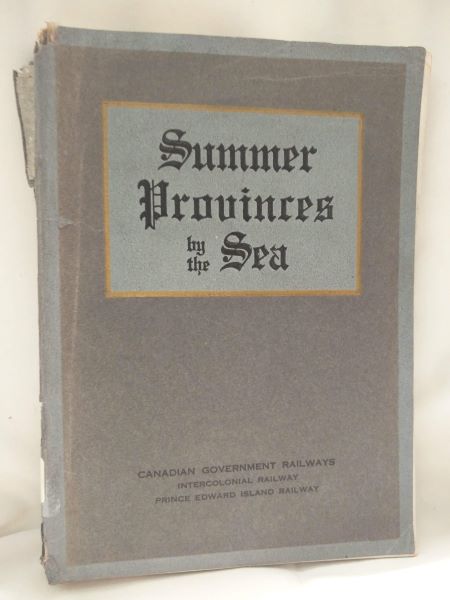 Summer
Provinces
by the Sea
CANADIAN GOVERNMENT RAILWAYS
INTERCOLONIAL RAILWAY
PRINCE EDWARD ISLAND RAILWAY